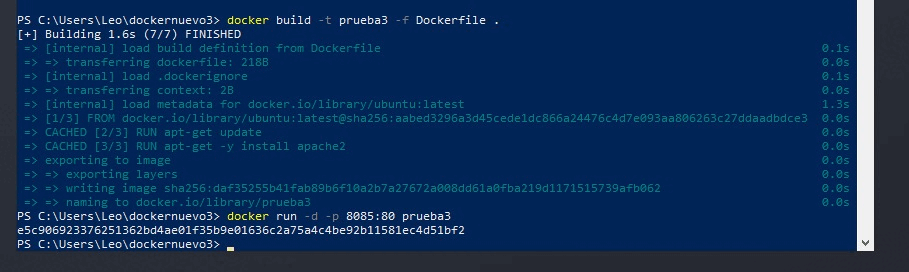 PS C:\Users\Leo\dockernuevo3> docker build -t prueba3 -f Dockerfile .
[+] Building 1.6s (7/7) FINISHED
=> [internal] load build definition from Dockerfile 0.1s
=> => transferring dockerfile: 218B 0.0s
=> [internal] load .dockerignore 0.1s
=> => transferring context: 2B 0.0s
=> [internal] load metadata for docker.io/library/ubuntu:latest 1.3s
=> [1/3] FROM docker.io/library/ubuntu:latest@sha256:aabed3296a3d45cede1dc866a24476c4d7e093aa806263c27ddaadbdce3 0.0s
=> CACHED [2/3] RUN apt-get update 0.0s
=> CACHED [3/3] RUN apt-get -y install apache2 0.0s
=> exporting to image 0.0s
=> => exporting layers 0.0s
=> => writing image sha256:daf35255b41fab89b6f10a2b7a27672a008dd61a0fba219d1171515739afb062 0.0s
=> => naming to docker.io/library/prueba3 0.0s
PS C:\Users\Leo\dockernuevo3> docker run -d -p 8085:80 prueba3
e5c906923376251362bd4ae01f35b9e01636c2a75a4c4be92b11581ec4d51bf2
PS C:\Users\Leo\dockernuevo3>